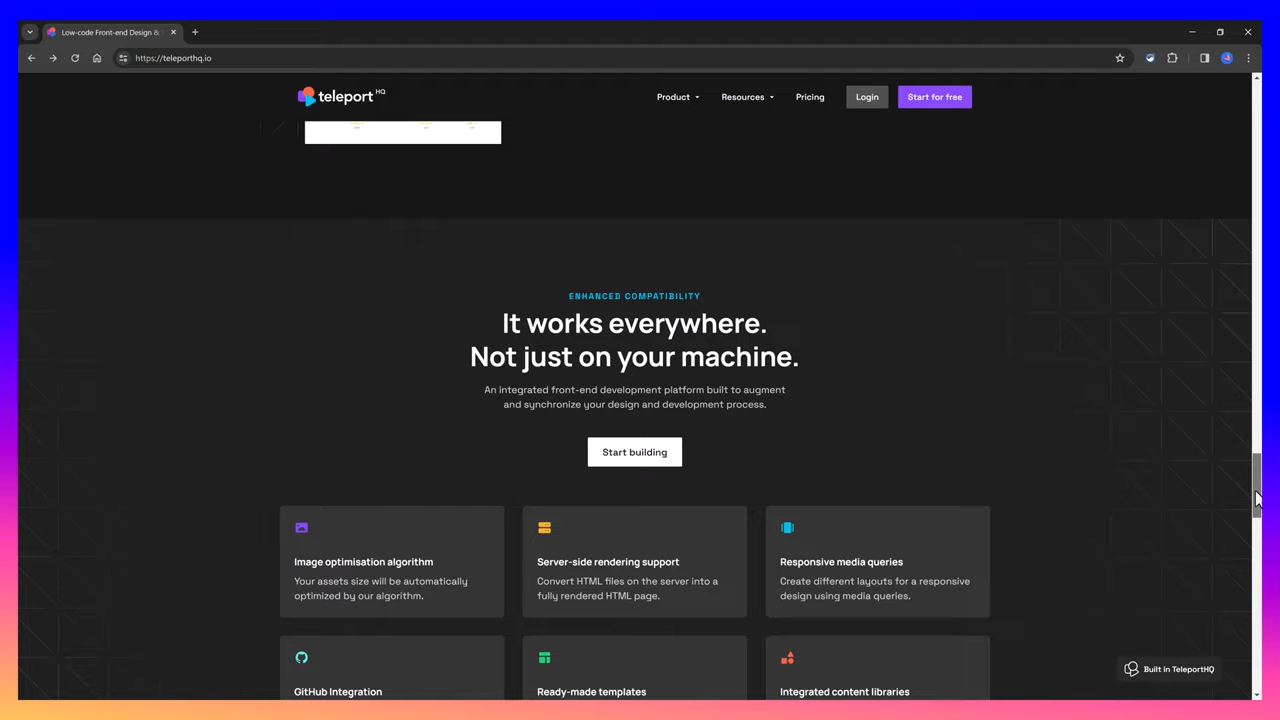 Low-code Front-end Design &
https://teleporthq.io
teleport HQ
Product
Resources
Pricing
Login
Start for free
ENHANCED COMPATIBILITY
It works everywhere.
Not just on your machine.
An integrated front-end development platform built to augment
and synchronize your design and development process.
Start building
Image optimisation algorithm
Your assets size will be automatically
optimized by our algorithm.
Server-side rendering support
Convert HTML files on the server into a
fully rendered HTML page.
Responsive media queries
Create different layouts for a responsive
design using media queries.
GitHub Integration
Ready-made templates
Integrated content libraries
Built in TeleportHQ